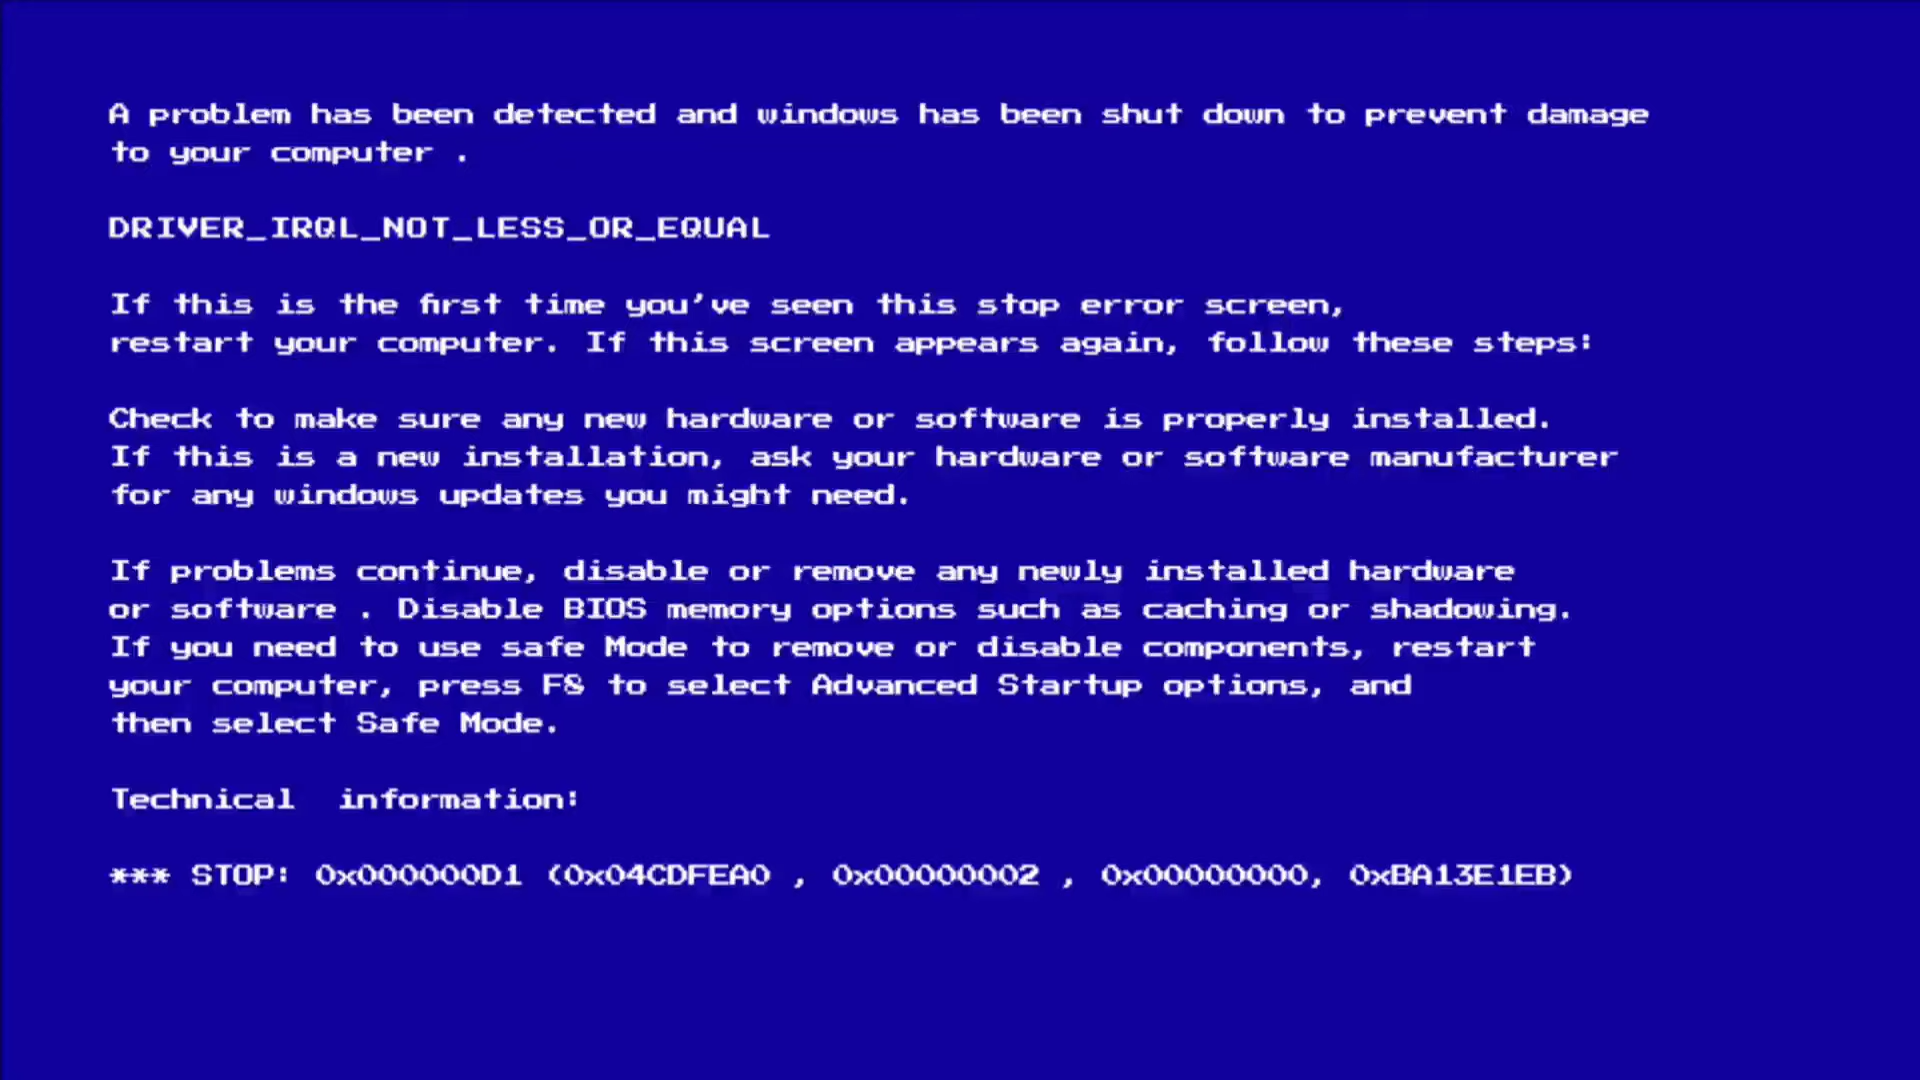 A problem has been detected and windows has been shut down to prevent damage
to your computer .
DRIVER_IRQL_NOT_LESS_OR_EQUAL
If this is the first time you've seen this stop error screen,
restart your computer. If this screen appears again, follow these steps:
Check to make sure any new hardware or software is properly installed.
If this is a new installation, ask your hardware or software manufacturer
for any windows updates you might need.
If problems continue, disable or remove any newly installed hardware
or software . Disable BIOS memory options such as caching or shadowing.
If you need to use safe Mode to remove or disable components, restart
your computer, press F& to select Advanced Startup options, and
then select Safe Mode.
Technical  information:
*** STOP: 0x000000D1 (0x04CDFEA0 , 0x00000002 , 0x00000000, 0xBA13E1EB)